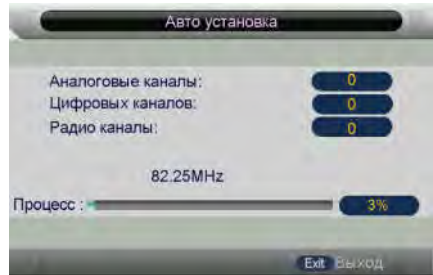 Авто установка
Аналоговые каналы: 0
Цифровых каналов: 0
Радио каналы: 0
82.25MHz
Процесс : 3%
Exit Выход